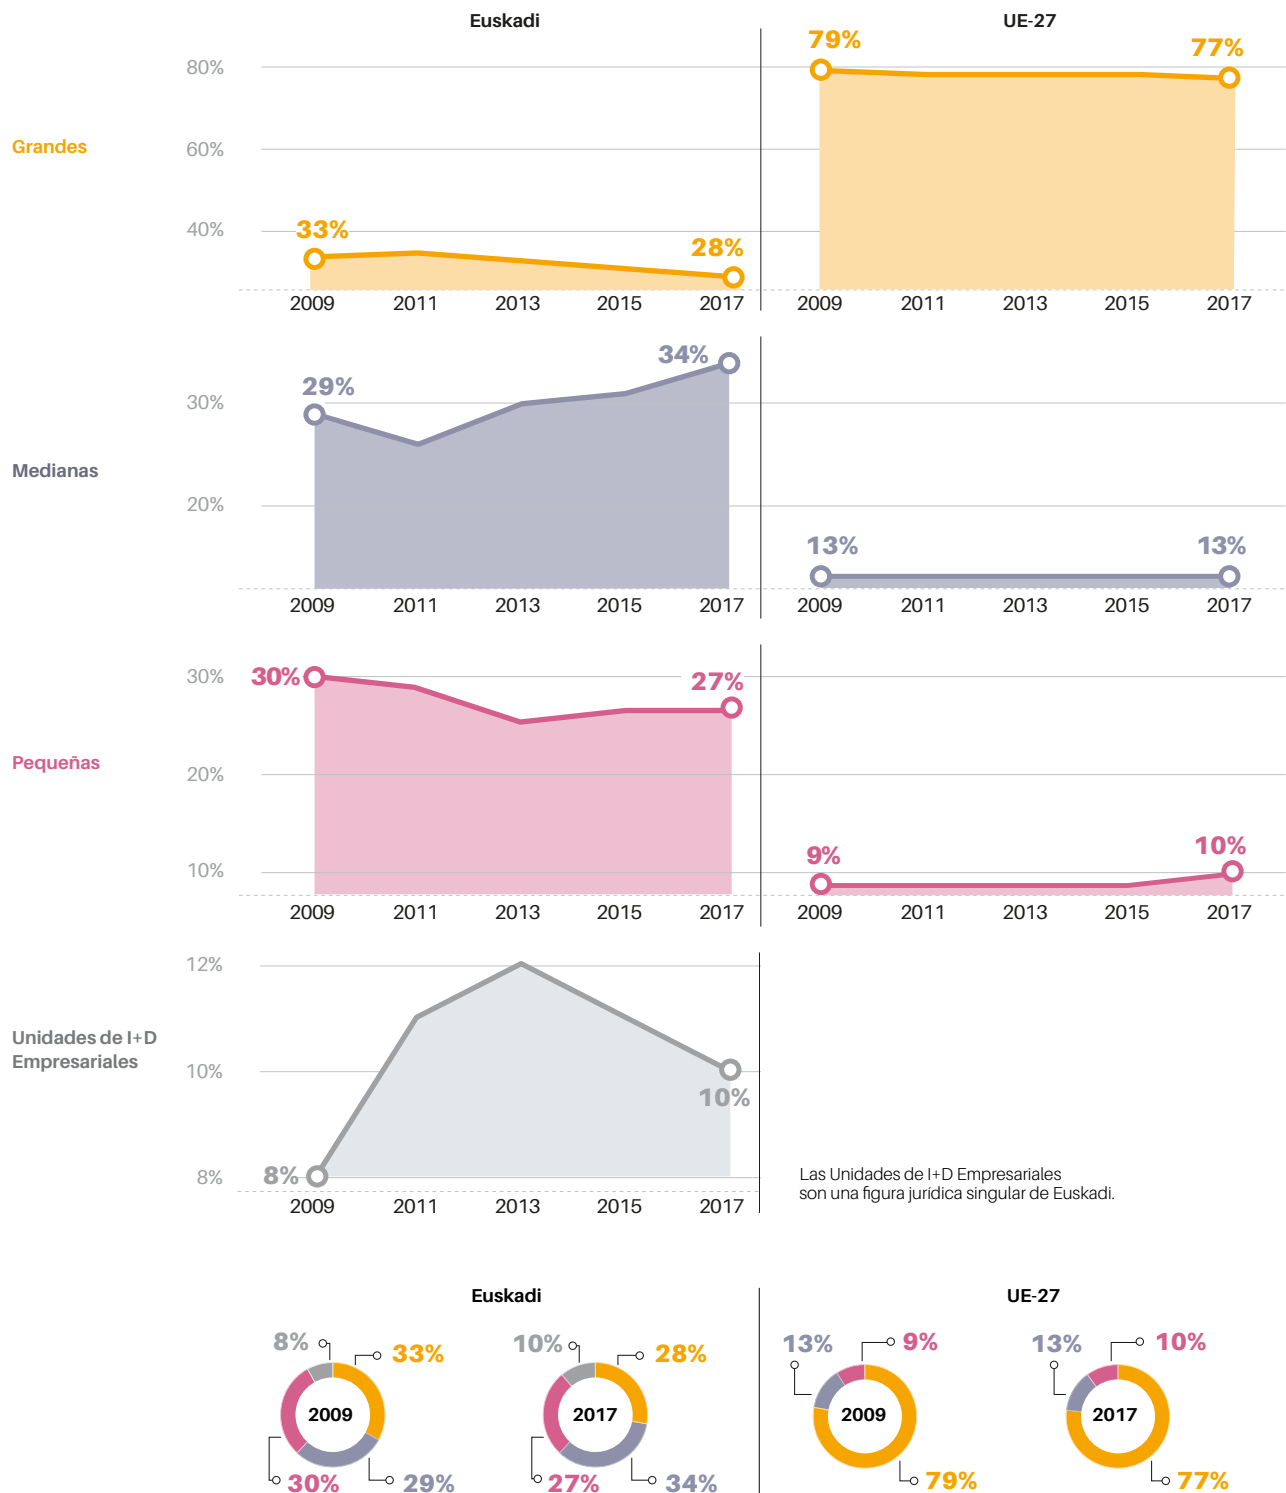 Euskadi
UE-27
Grandes
80%
60%
40%
33%
28%
79%
77%
2009 2011 2013 2015 2017
2009 2011 2013 2015 2017
Medianas
30%
20%
29%
34%
13%
13%
2009 2011 2013 2015 2017
2009 2011 2013 2015 2017
Pequeñas
30%
20%
10%
30%
27%
9%
10%
2009 2011 2013 2015 2017
2009 2011 2013 2015 2017
Unidades de I+D
Empresariales
12%
10%
8%
8%
10%
2009 2011 2013 2015 2017
Las Unidades de I+D Empresariales
son una figura jurídica singular de Euskadi.
Euskadi
UE-27
8%
33%
2009
30%
29%
10%
28%
2017
27%
34%
13%
9%
2009
79%
13%
10%
2017
77%